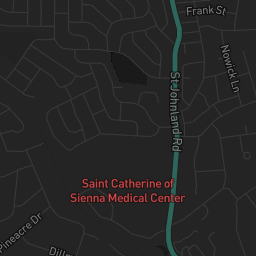 Frank St
Nowick Ln
St Johnland Rd
Saint Catherine of
Sienna Medical Center
Pineacre Dr